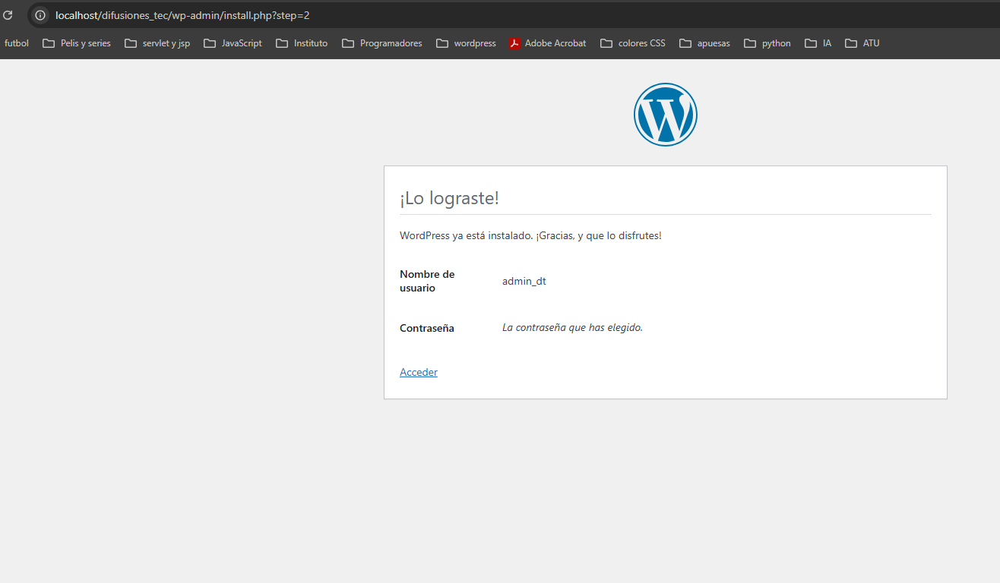 localhost/difusiones_tec/wp-admin/install.php?step=2
futbol Pelis y series servlet y jsp JavaScript Instituto Programadores wordpress Adobe Acrobat colores CSS apuesas python IA ATU
¡Lo lograste!
WordPress ya está instalado. ¡Gracias, y que lo disfrutes!
Nombre de
usuario
admin_dt
Contraseña
La contraseña que has elegido.
Acceder